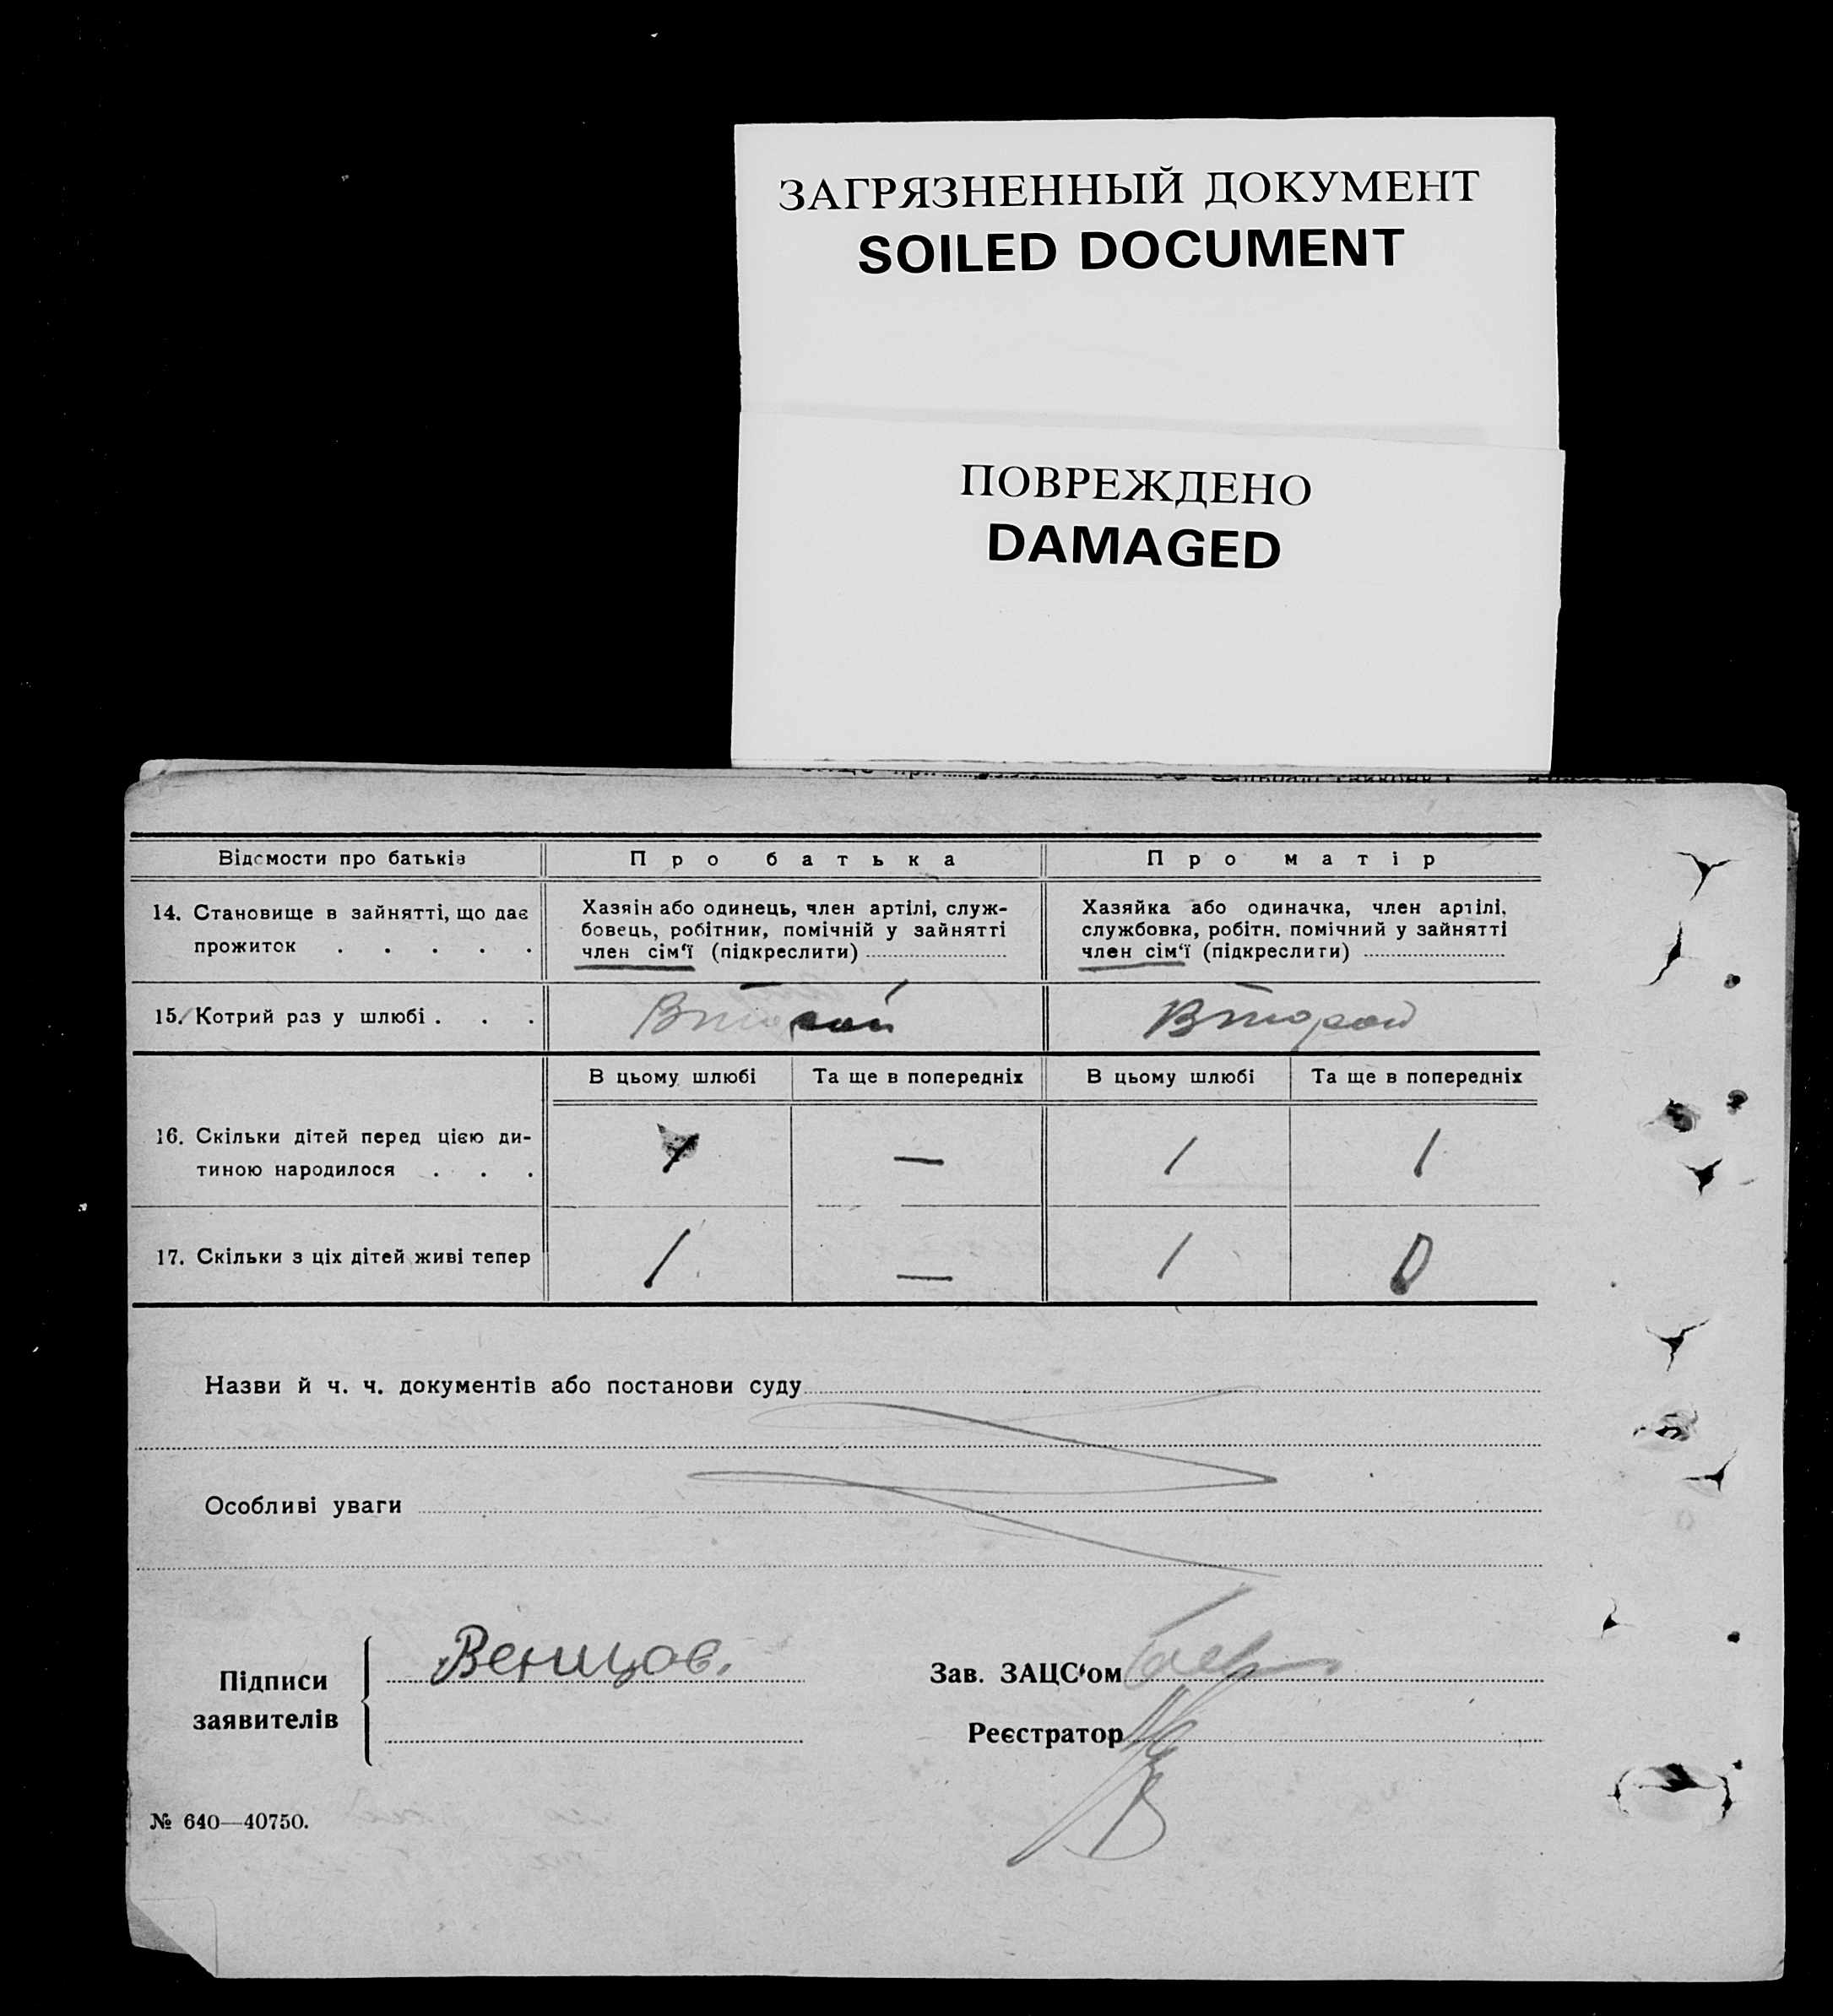 ЗАГРЯЗНЕННЫЙ ДОКУМЕНТ
SOILED DOCUMENT
ПОВРЕЖДЕНО
DAMAGED
Відомости про батьків
Про батька
Про матір
14. Становище в зайнятті, що дає
прожиток . . . . .
Хазяін або одинець, член артілі, служ-
бовець, робітник, помічній у зайнятті
член сім‘ї (підкреслити)
Хазяйка або одиначка, член артілі,
службовка, робітн. помічний у зайнятті
член сім‘ї (підкреслити)
15. Котрий раз у шлюбі . . .
Второй
Второй
В цьому шлюбі
Та ще в попередніх
В цьому шлюбі
Та ще в попередніх
16. Скільки дітей перед цією ди-
тиною народилося . . .
—
1
1
17. Скільки з ціх дітей живі тепер
1
—
1
0
Назви й ч. ч. документів або постанови суду
Особливі уваги
Підписи
заявителів
Венцов.
Зав. ЗАЦС‘ом
Реєстратор
№ 640—40750.